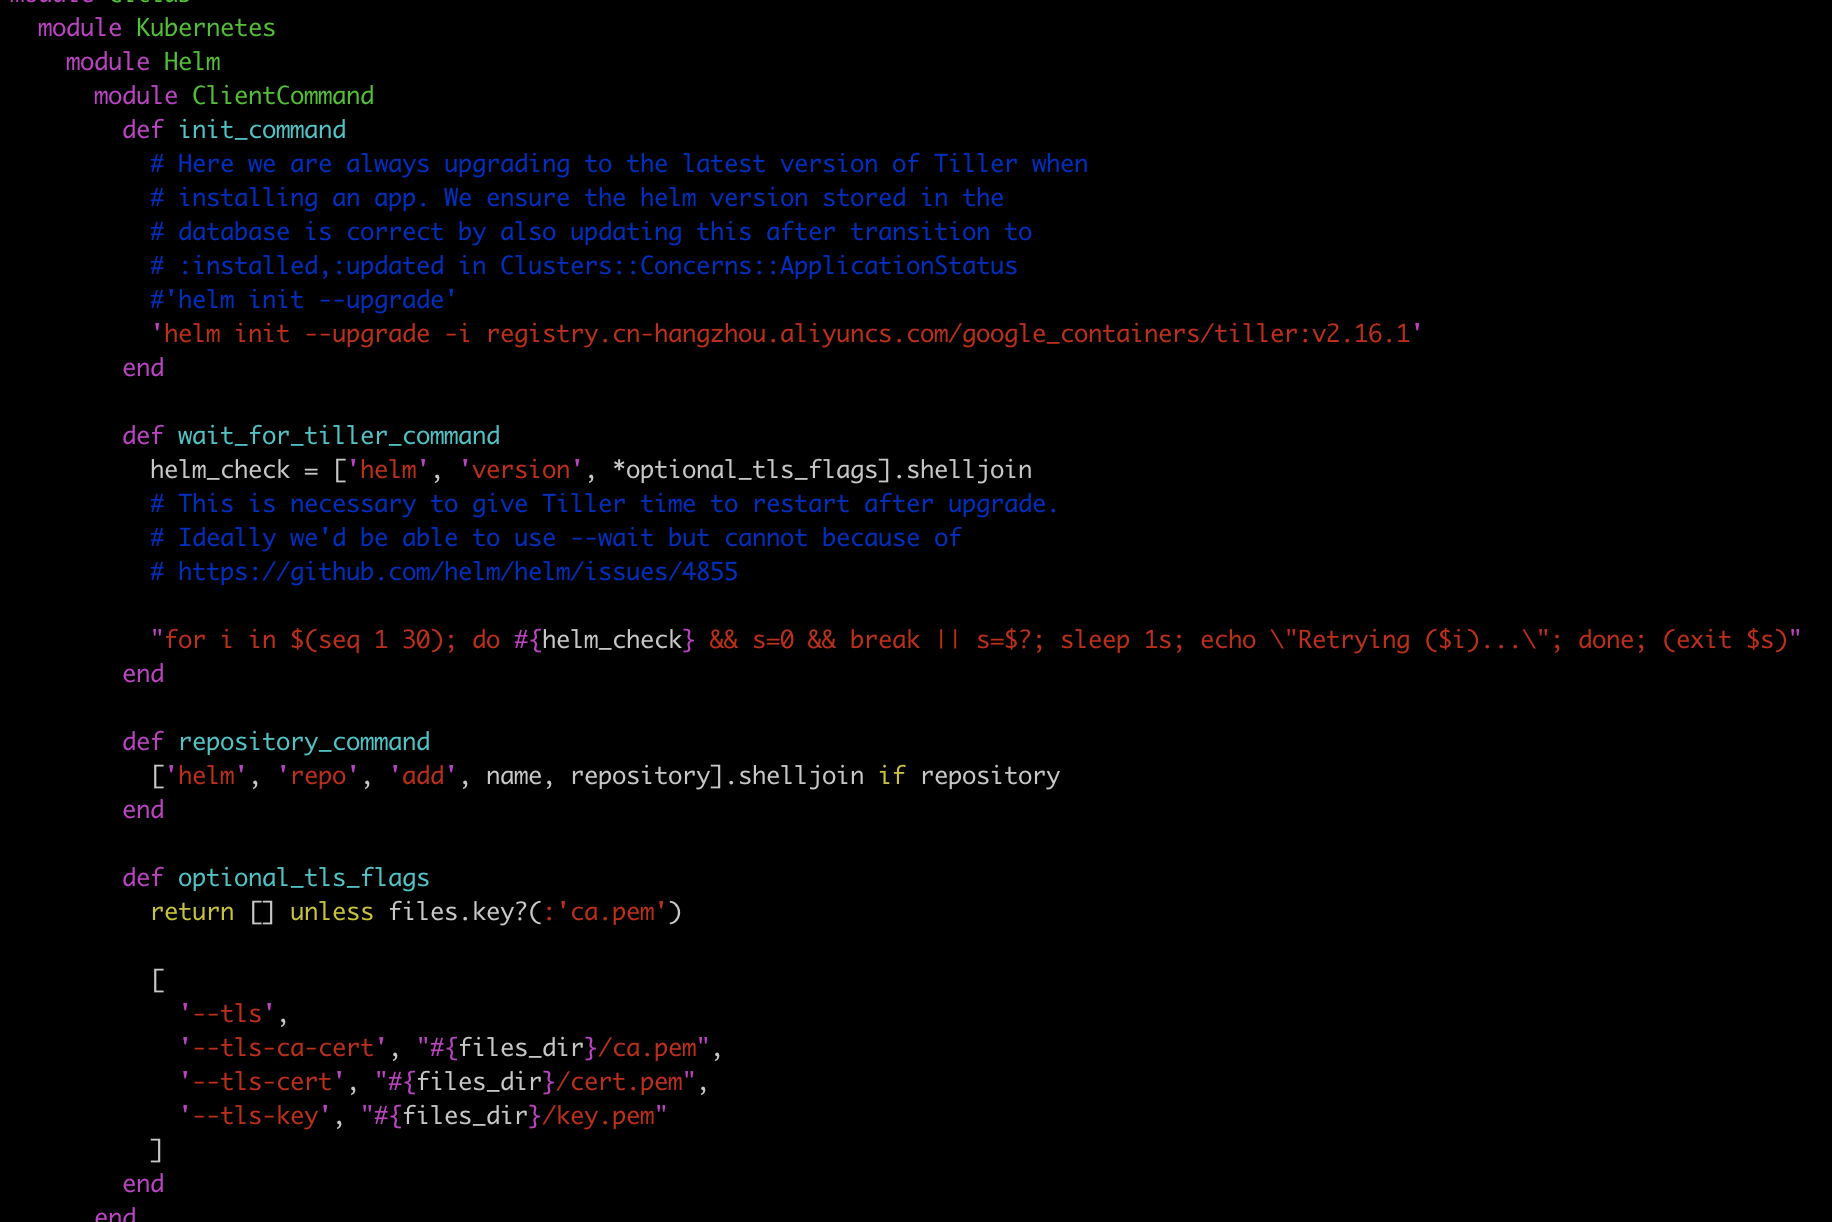 module
module Kubernetes
module Helm
module ClientCommand
def init_command
# Here we are always upgrading to the latest version of Tiller when
# installing an app. We ensure the helm version stored in the
# database is correct by also updating this after transition to
# :installed,:updated in Clusters::Concerns::ApplicationStatus
#'helm init --upgrade'
'helm init --upgrade -i registry.cn-hangzhou.aliyuncs.com/google_containers/tiller:v2.16.1'
end
def wait_for_tiller_command
helm_check = ['helm', 'version', *optional_tls_flags].shelljoin
# This is necessary to give Tiller time to restart after upgrade.
# Ideally we'd be able to use --wait but cannot because of
# https://github.com/helm/helm/issues/4855
"for i in $(seq 1 30); do #{helm_check} && s=0 && break || s=$?; sleep 1s; echo \"Retrying ($i)...\"; done; (exit $s)"
end
def repository_command
['helm', 'repo', 'add', name, repository].shelljoin if repository
end
def optional_tls_flags
return [] unless files.key?(:'ca.pem')
[
'--tls',
'--tls-ca-cert', "#{files_dir}/ca.pem",
'--tls-cert', "#{files_dir}/cert.pem",
'--tls-key', "#{files_dir}/key.pem"
]
end
end